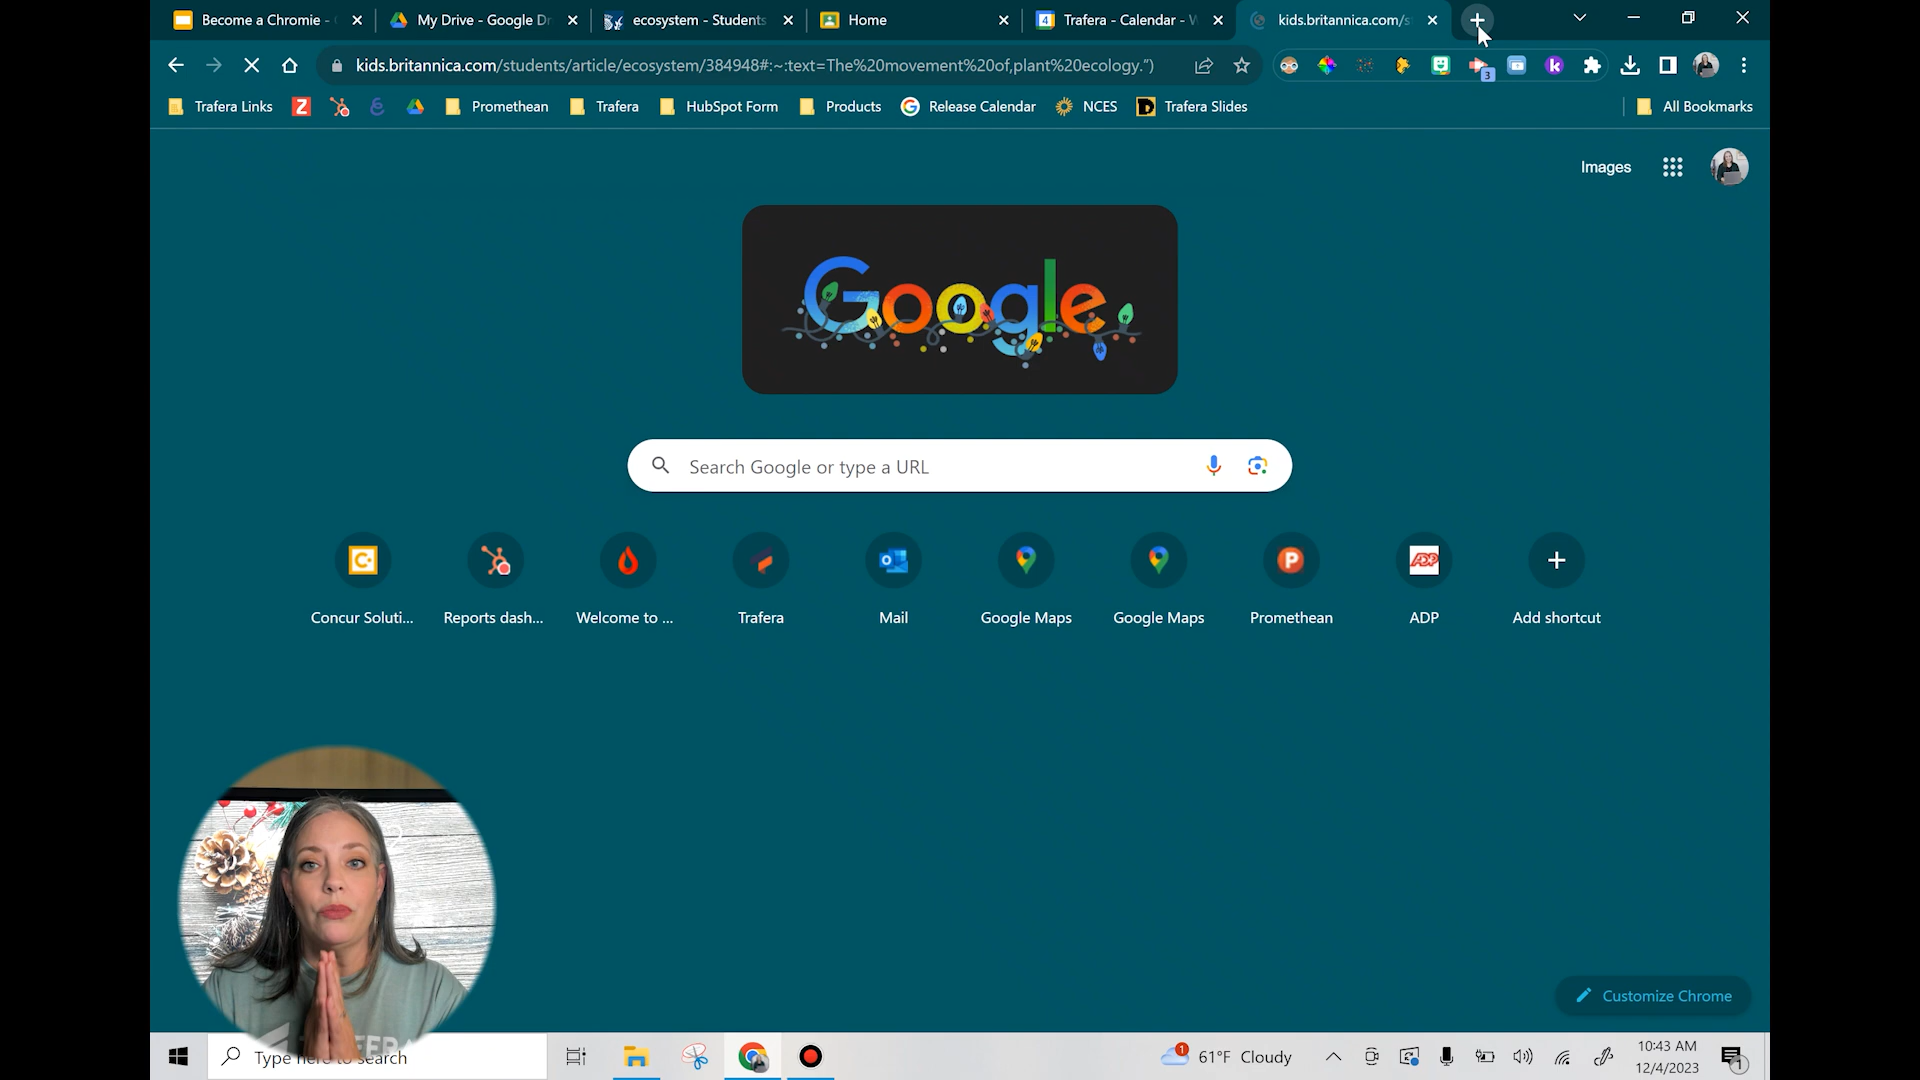 Become a Chromie -
My Drive - Google Dr
ecosystem - Students
Home
Trafera - Calendar - W
kids.britannica.com/s
kids.britannica.com/students/article/ecosystem/384948#:~:text=The%20movement%20of,plant%20ecology.")
3
Trafera Links
Promethean
Trafera
HubSpot Form
Products
Release Calendar
NCES
Trafera Slides
All Bookmarks
Images
Google
Search Google or type a URL
Concur Soluti...
Reports dash...
Welcome to ...
Trafera
Mail
Google Maps
Google Maps
Promethean
ADP
ADP
Add shortcut
Customize Chrome
Type here to search
1
61°F Cloudy
10:43 AM
12/4/2023
1